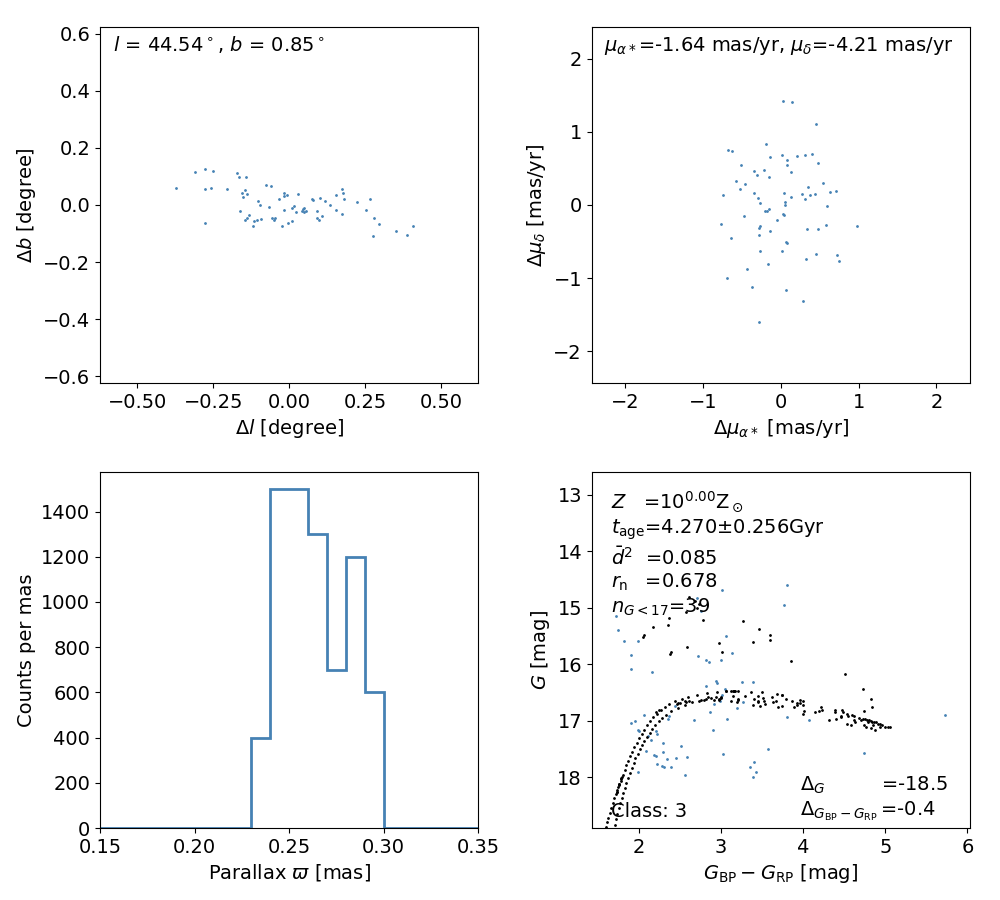 l = 44.54°, b = 0.85°
0.6
0.4
0.2
0.0
−0.2
−0.4
−0.6
Δb [degree]
−0.50 −0.25 0.00 0.25 0.50
Δl [degree]
μα*=-1.64 mas/yr, μδ=-4.21 mas/yr
2
1
0
−1
−2
Δμδ [mas/yr]
−2 −1 0 1 2
Δμα* [mas/yr]
1400
1200
1000
800
600
400
200
0
Counts per mas
0.15 0.20 0.25 0.30 0.35
Parallax ϖ [mas]
Z =10^0.00 Z⊙
t_age=4.270±0.256Gyr
d̄² =0.085
r_n =0.678
n_G<17=39
13
14
15
16
17
18
G [mag]
Δ_G =-18.5
Δ_G_BP−G_RP =-0.4
Class: 3
2 3 4 5 6
G_BP − G_RP [mag]